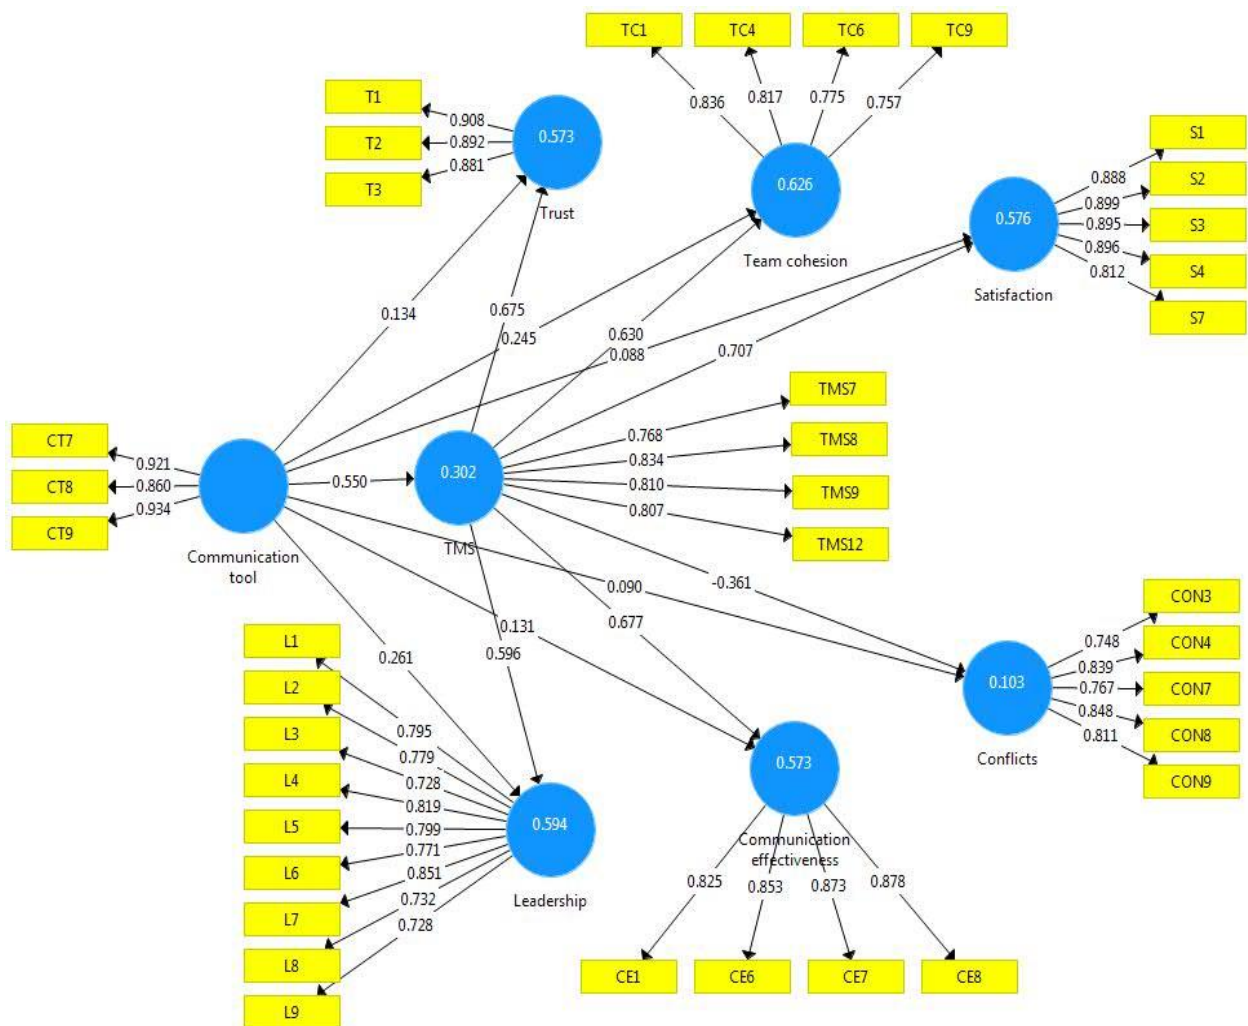 TC1 TC4 TC6 TC9
0.836 0.817 0.775 0.757
T1
T2
T3
0.908
0.892
0.881
0.573
Trust
0.626
Team cohesion
0.576
Satisfaction
0.888
0.899
0.895
0.896
0.812
S1
S2
S3
S4
S7
0.134
0.675
0.245
0.630
0.088
0.707
CT7
CT8
CT9
0.921
0.860
0.934
Communication
tool
0.550
0.302
TMS
0.768
0.834
0.810
0.807
TMS7
TMS8
TMS9
TMS12
-0.361
0.090
0.677
0.131
0.596
0.261
0.103
Conflicts
0.748
0.839
0.767
0.848
0.811
CON3
CON4
CON7
CON8
CON9
L1
L2
L3
L4
L5
L6
L7
L8
L9
0.795
0.779
0.728
0.819
0.799
0.771
0.851
0.732
0.728
0.594
Leadership
0.573
Communication
effectiveness
0.825 0.853 0.873 0.878
CE1 CE6 CE7 CE8